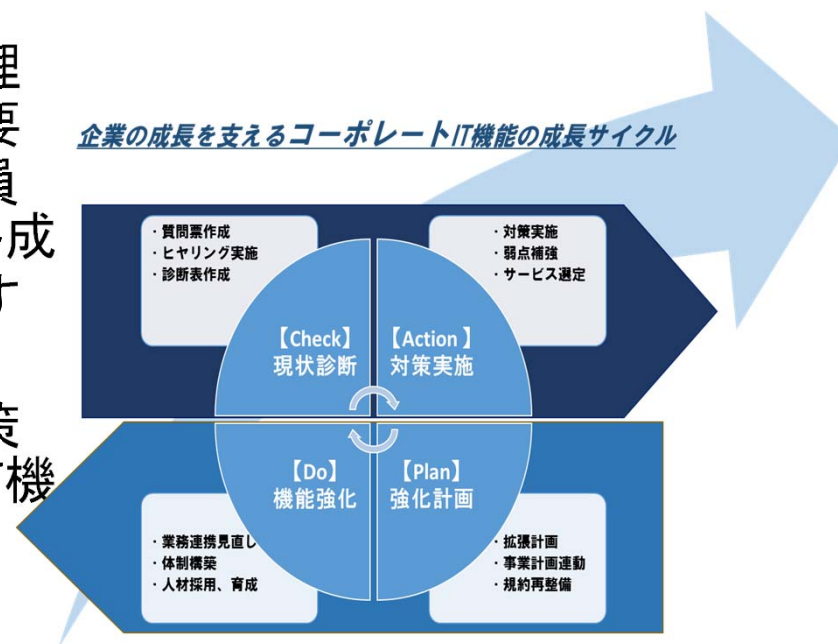 理
要
員
成
す
策
機
企業の成長を支えるコーポレートIT機能の成長サイクル
・質問票作成
・ヒヤリング実施
・診断表作成
・対策実施
・弱点補強
・サービス選定
【Check】
現状診断
【Action】
対策実施
【Do】
機能強化
【Plan】
強化計画
・業務連携見直し
・体制構築
・人材採用、育成
・拡張計画
・事業計画連動
・規約再整備